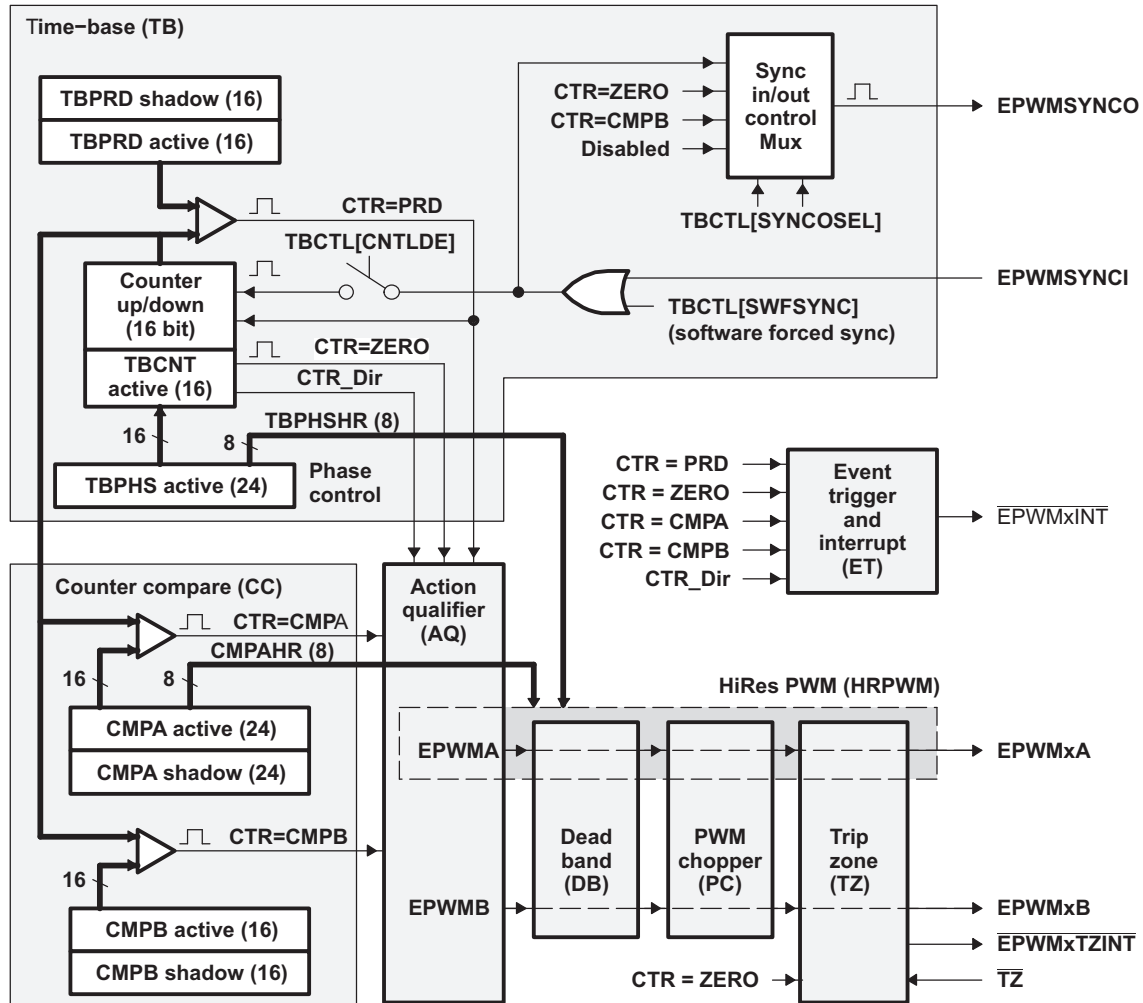 Time−base (TB)
TBPRD shadow (16)
TBPRD active (16)
CTR=PRD
TBCTL[CNTLDE]
Counter
up/down
(16 bit)
TBCNT
active (16)
CTR=ZERO
CTR_Dir
16
8
TBPHSHR (8)
TBPHS active (24)
Phase
control
CTR=ZERO
CTR=CMPB
Disabled
Sync
in/out
control
Mux
TBCTL[SYNCOSEL]
EPWMSYNCO
EPWMSYNCI
TBCTL[SWFSYNC]
(software forced sync)
CTR = PRD
CTR = ZERO
CTR = CMPA
CTR = CMPB
CTR_Dir
Event
trigger
and
interrupt
(ET)
EPWMxINT
Counter compare (CC)
CTR=CMPA
16
8
CMPAHR (8)
CMPA active (24)
CMPA shadow (24)
CTR=CMPB
16
CMPB active (16)
CMPB shadow (16)
Action
qualifier
(AQ)
EPWMA
EPWMB
HiRes PWM (HRPWM)
Dead
band
(DB)
PWM
chopper
(PC)
Trip
zone
(TZ)
CTR = ZERO
EPWMxA
EPWMxB
EPWMxTZINT
TZ